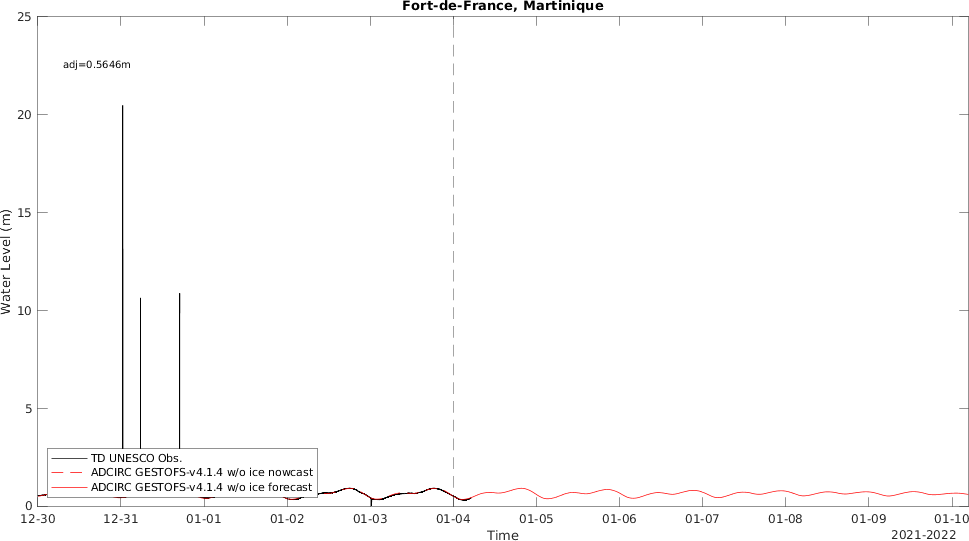 Fort-de-France, Martinique
25
adj=0.5646m
20
15
Water Level (m)
10
5
TD UNESCO Obs.
ADCIRC GESTOFS-v4.1.4 w/o ice nowcast
ADCIRC GESTOFS-v4.1.4 w/o ice forecast
0
12-30 12-31 01-01 01-02 01-03 01-04 01-05 01-06 01-07 01-08 01-09 01-10
Time
2021-2022